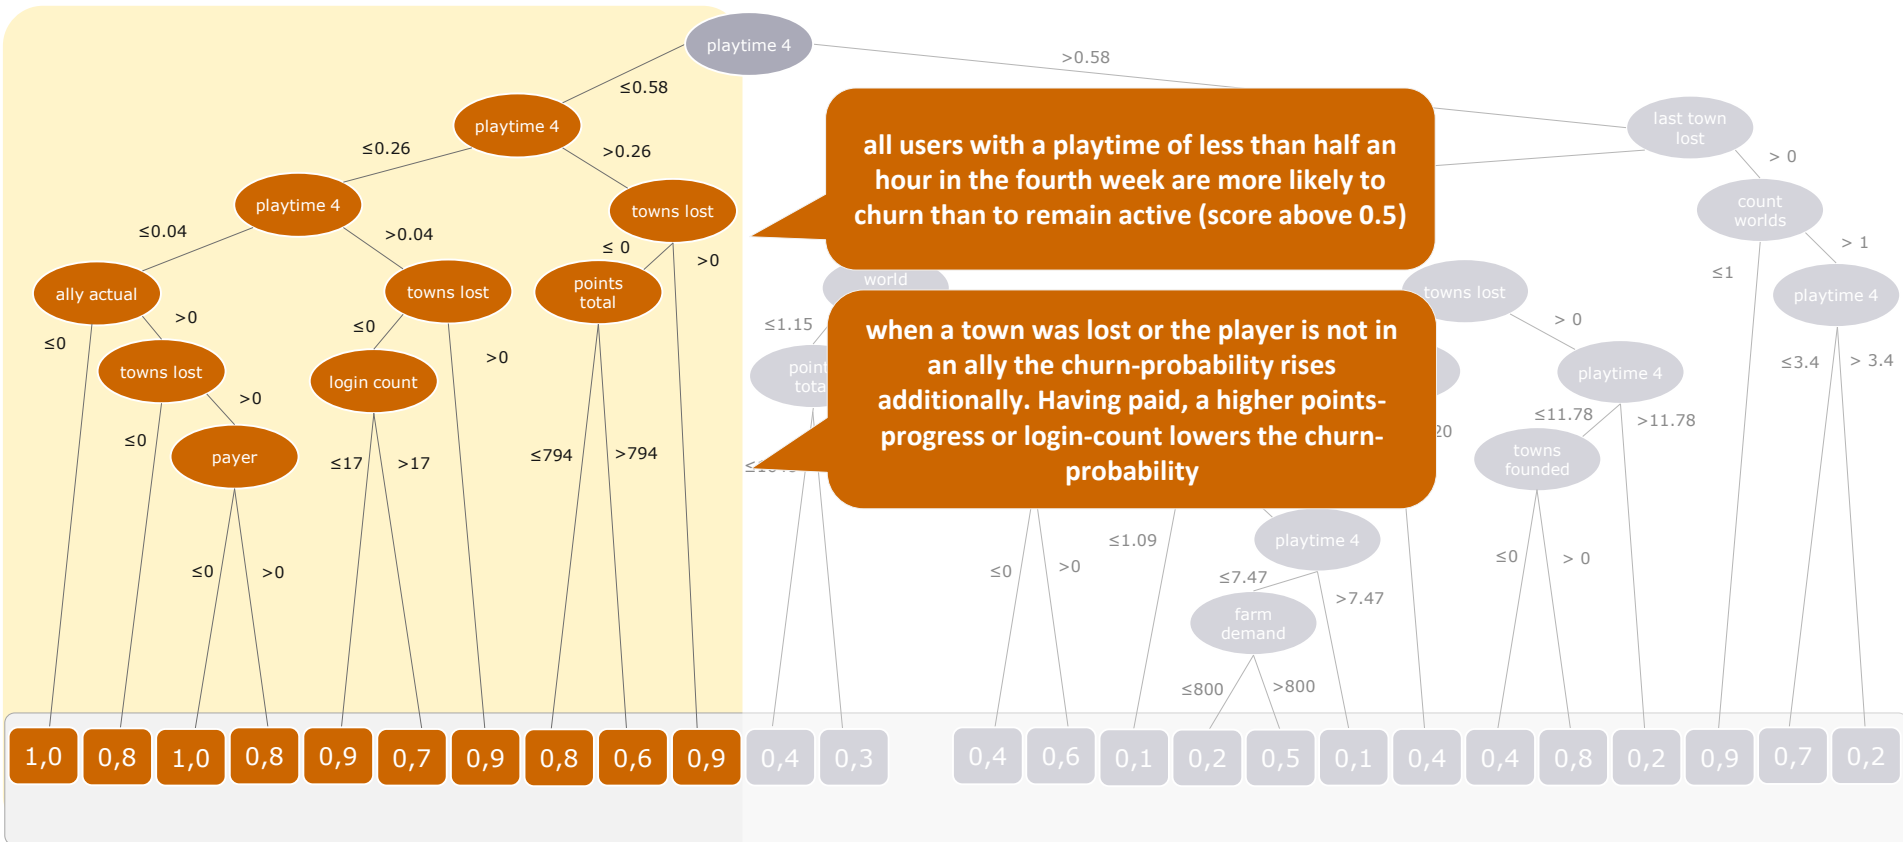 playtime 4
>0.58
≤0.58
playtime 4
last town
lost
≤0.26
>0.26
> 0
all users with a playtime of less than half an
hour in the fourth week are more likely to
churn than to remain active (score above 0.5)
playtime 4
towns lost
count
worlds
≤0.04
>0.04
≤ 0
>0
≤1
> 1
ally actual
towns lost
points
total
world
towns lost
playtime 4
≤0
>0
≤0
>0
≤1.15
> 0
when a town was lost or the player is not in
an ally the churn-probability rises
additionally. Having paid, a higher points-
progress or login-count lowers the churn-
probability
towns lost
login count
playtime 4
≤3.4
> 3.4
>0
≤0
≤11.78
>11.78
payer
≤17
>17
≤794
>794
20
towns
founded
≤0
>0
≤0
>0
≤1.09
playtime 4
≤0
> 0
≤7.47
>7.47
farm
demand
≤800
>800
1,0
0,8
1,0
0,8
0,9
0,7
0,9
0,8
0,6
0,9
0,4
0,3
0,4
0,6
0,1
0,2
0,5
0,1
0,4
0,4
0,8
0,2
0,9
0,7
0,2